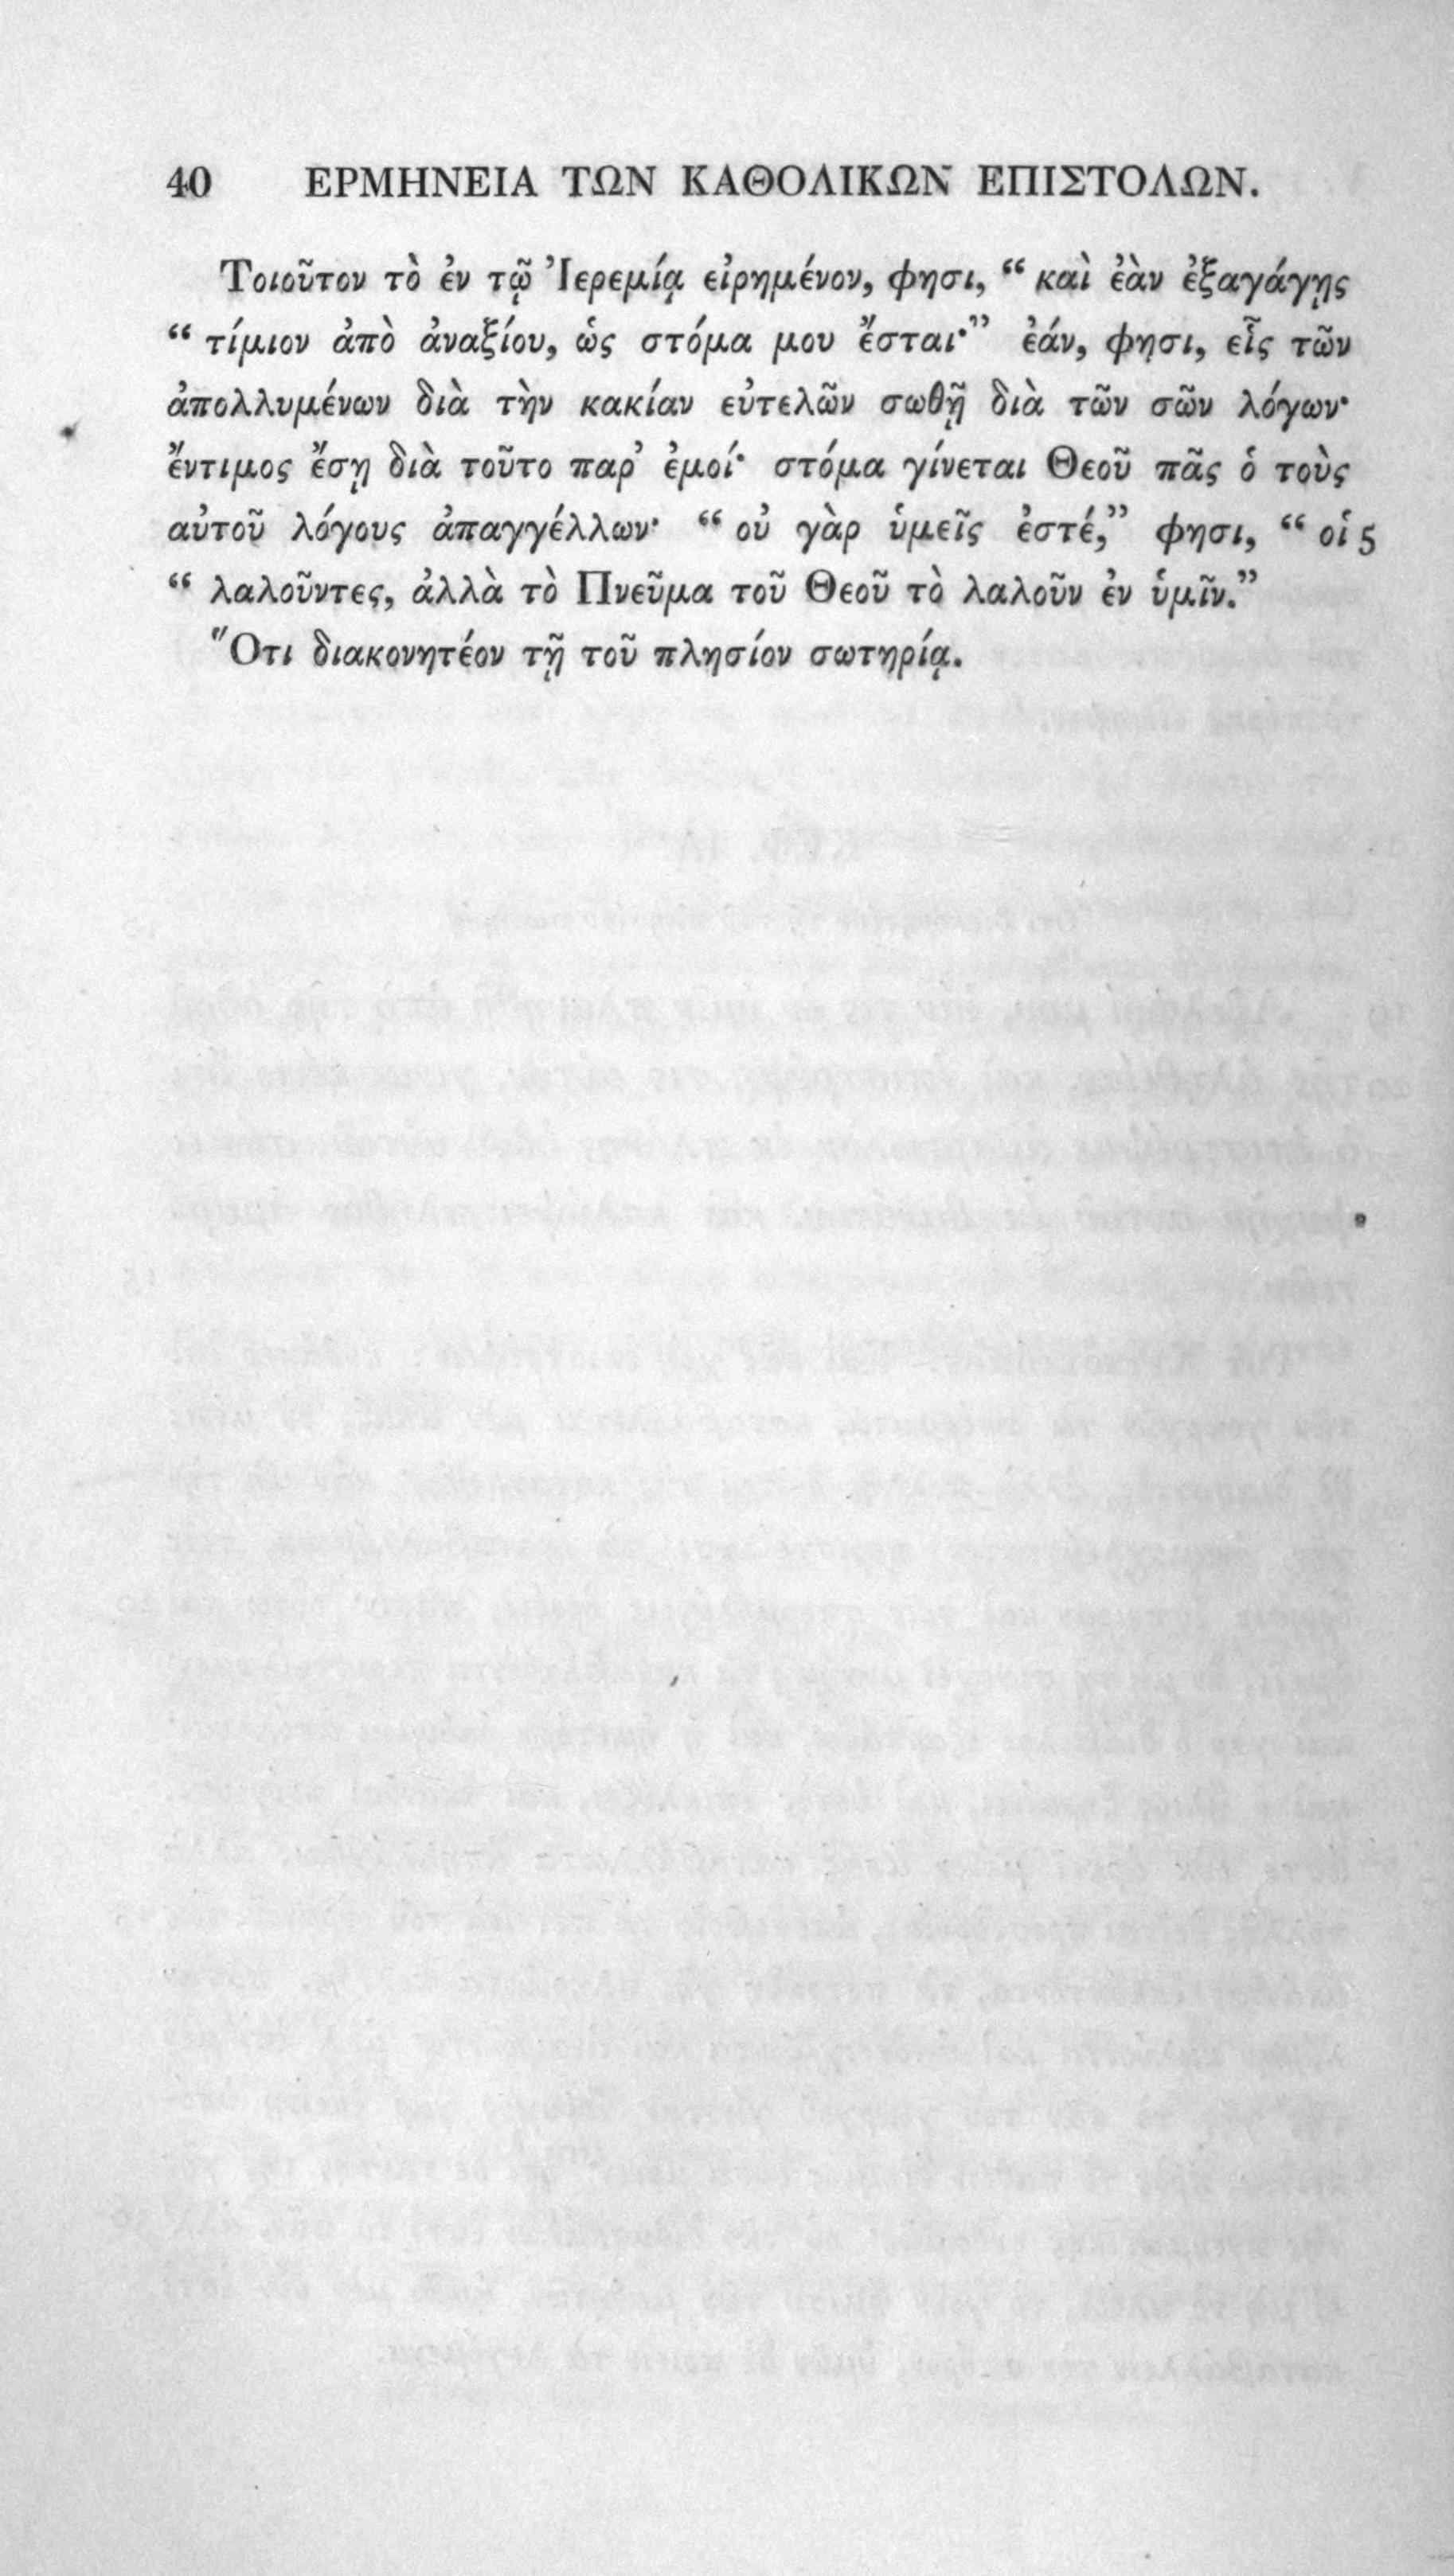 40 ΕΡΜΗΝΕΙΑ ΤΩΝ ΚΑΘΟΛΙΚΩΝ ΕΠΙΣΤΟΛΩΝ.
Τοιοῦτον τὸ ἐν τῷ Ἰερεμίᾳ εἰρημένον, φησι, “ καὶ ἐὰν ἐξαγάγῃς
“ τίμιον ἀπὸ ἀναξίου, ὡς στόμα μου ἔσται·” ἐάν, φησι, εἷς τῶν
ἀπολλυμένων διὰ τὴν κακίαν εὐτελῶν σωθῇ διὰ τῶν σῶν λόγων·
ἔντιμος ἔσῃ διὰ τοῦτο παρ’ ἐμοί· στόμα γίνεται Θεοῦ πᾶς ὁ τοὺς
αὐτοῦ λόγους ἀπαγγέλλων· “ οὐ γὰρ ὑμεῖς ἐστέ,” φησι, “ οἱ 5
“ λαλοῦντες, ἀλλὰ τὸ Πνεῦμα τοῦ Θεοῦ τὸ λαλοῦν ἐν ὑμῖν.”
Ὅτι διακονητέον τῇ τοῦ πλησίον σωτηρίᾳ.